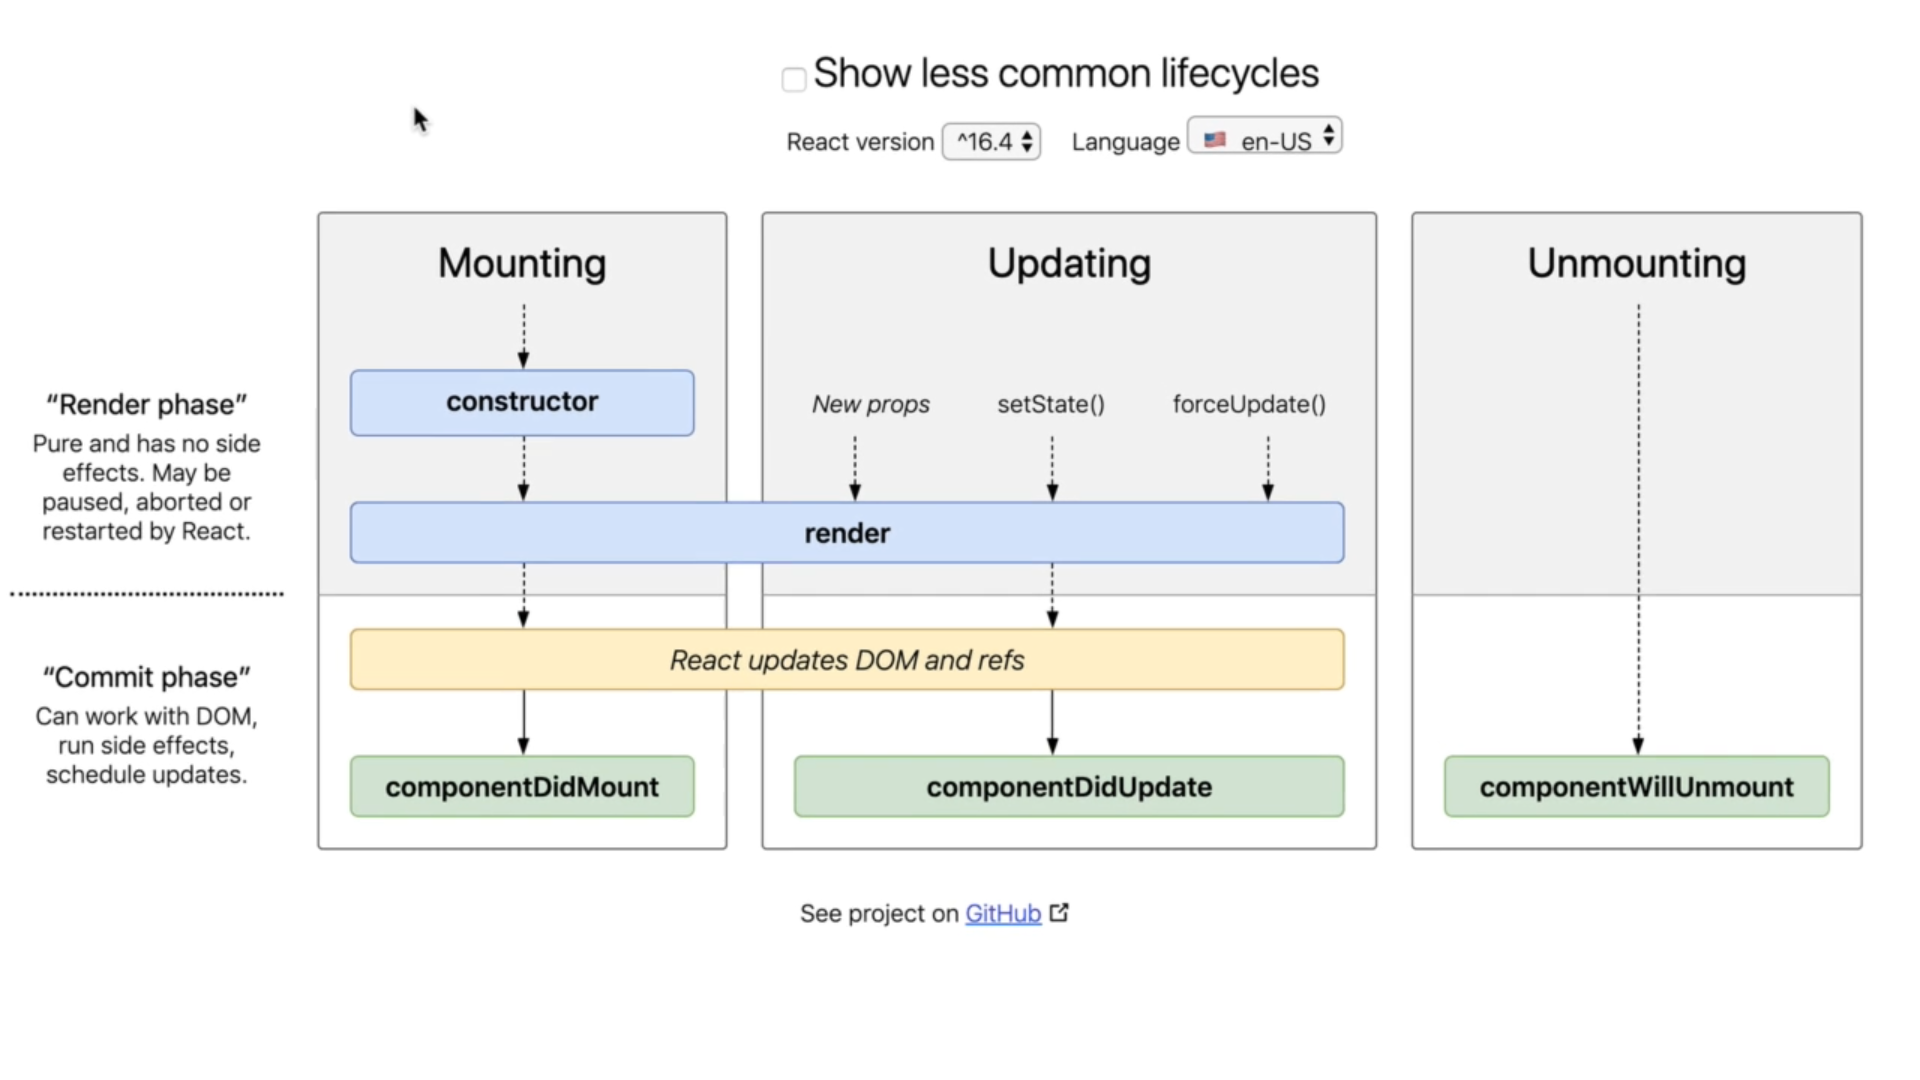 Show less common lifecycles
React version ^16.4 Language 🇺🇸 en-US
Mounting
Updating
Unmounting
“Render phase”
Pure and has no side
effects. May be
paused, aborted or
restarted by React.
constructor
New props setState() forceUpdate()
render
“Commit phase”
Can work with DOM,
run side effects,
schedule updates.
React updates DOM and refs
componentDidMount
componentDidUpdate
componentWillUnmount
See project on GitHub